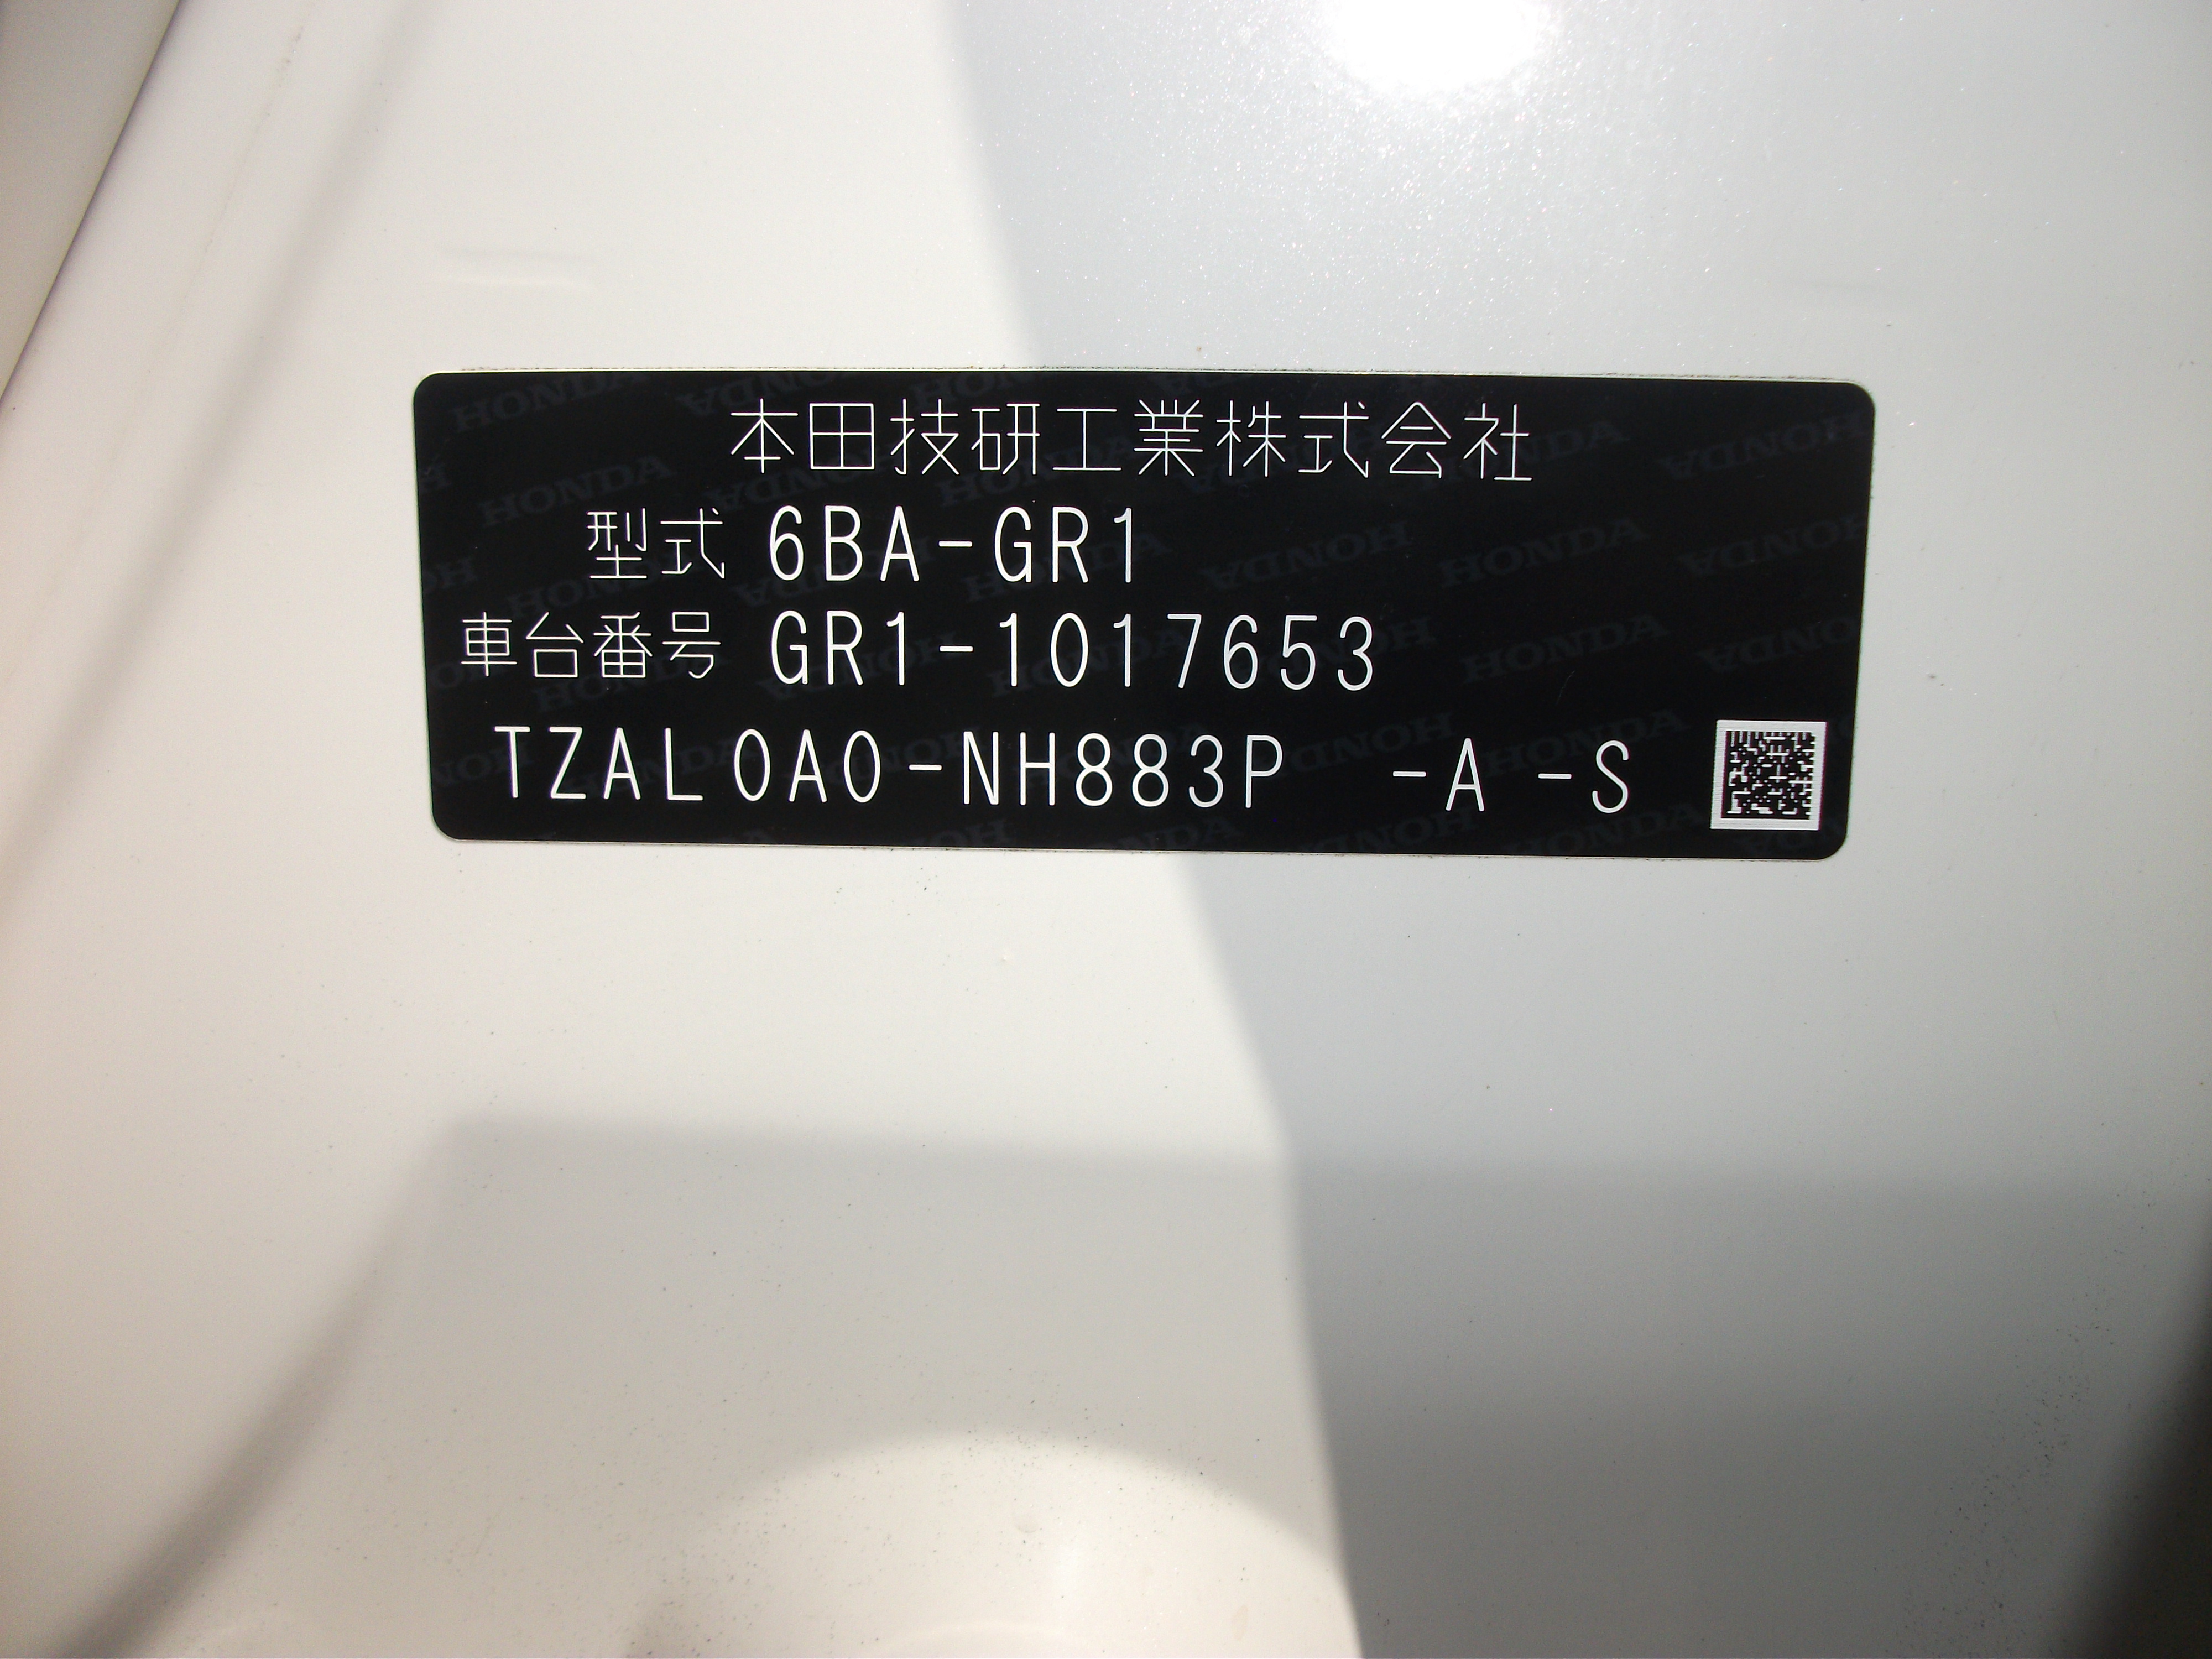 本田技研工業株式会社
型式 6BA-GR1
車台番号 GR1-1017653
TZAL0A0-NH883P -A -S